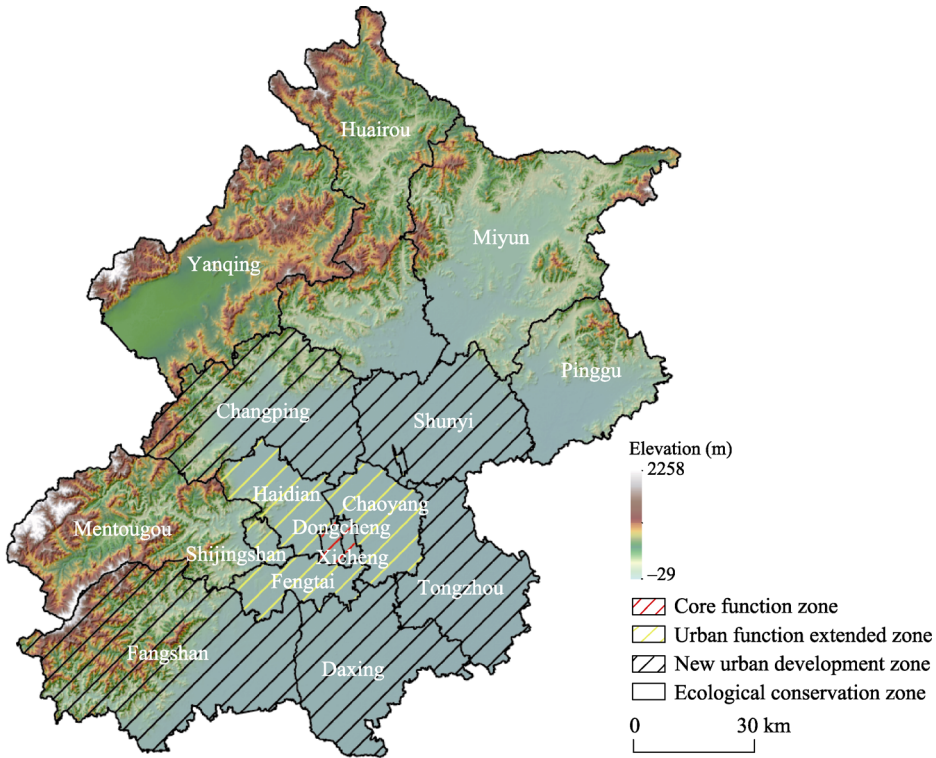 Huairou
Miyun
Yanqing
Pinggu
Changping
Shunyi
Haidian
Chaoyang
Mentougou
Dongcheng
Shijingshan
Xicheng
Fengtai
Tongzhou
Fangshan
Daxing
Elevation (m)
2258
–29
Core function zone
Urban function extended zone
New urban development zone
Ecological conservation zone
0 30 km